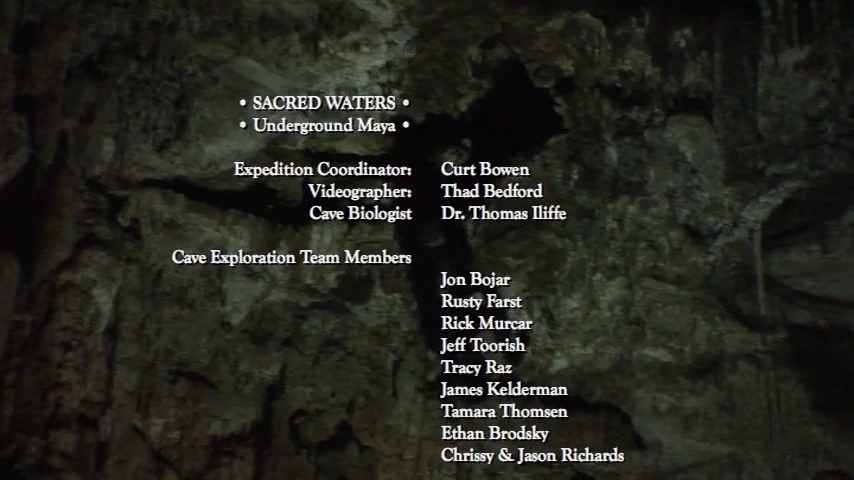 • SACRED WATERS •
• Underground Maya •
Expedition Coordinator: Curt Bowen
Videographer: Thad Bedford
Cave Biologist Dr. Thomas Iliffe
Cave Exploration Team Members
Jon Bojar
Rusty Farst
Rick Murcar
Jeff Toorish
Tracy Raz
James Kelderman
Tamara Thomsen
Ethan Brodsky
Chrissy & Jason Richards